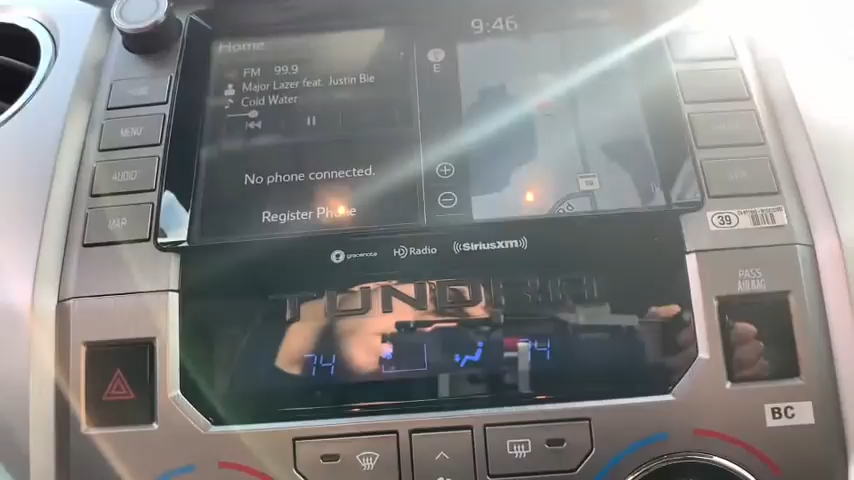 9:46
Home
FM 99.9
Major Lazer feat. Justin Bie
Cold Water
E
MENU
AUDIO
MAP
No phone connected.
Register Phone
39
gracenote HD Radio SiriusXM
TUNDRA
PASS
AIRBAG
74
74
BC